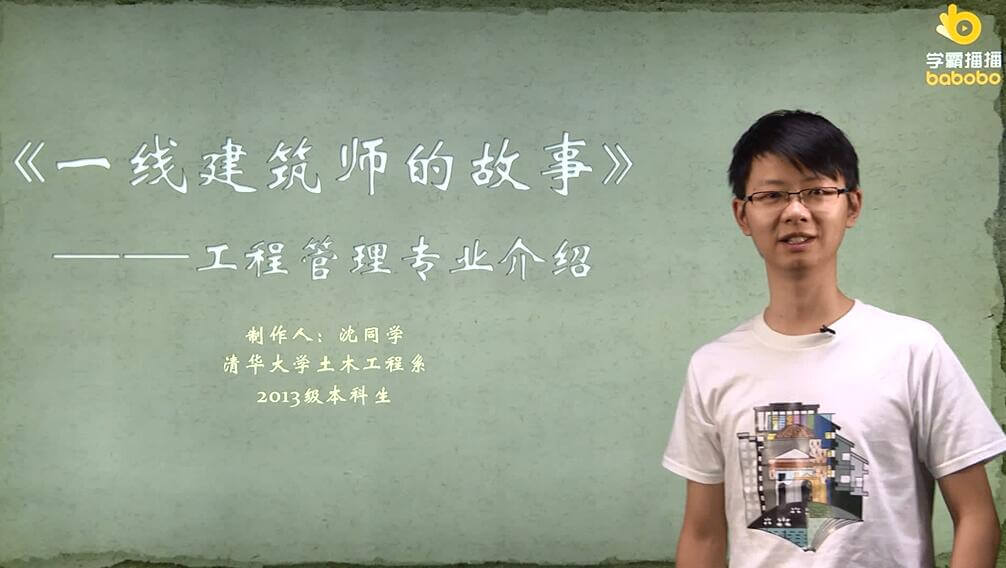 学霸播播
babobo
《一线建筑师的故事》
———工程管理专业介绍
制作人：沈同学
清华大学土木工程系
2013级本科生